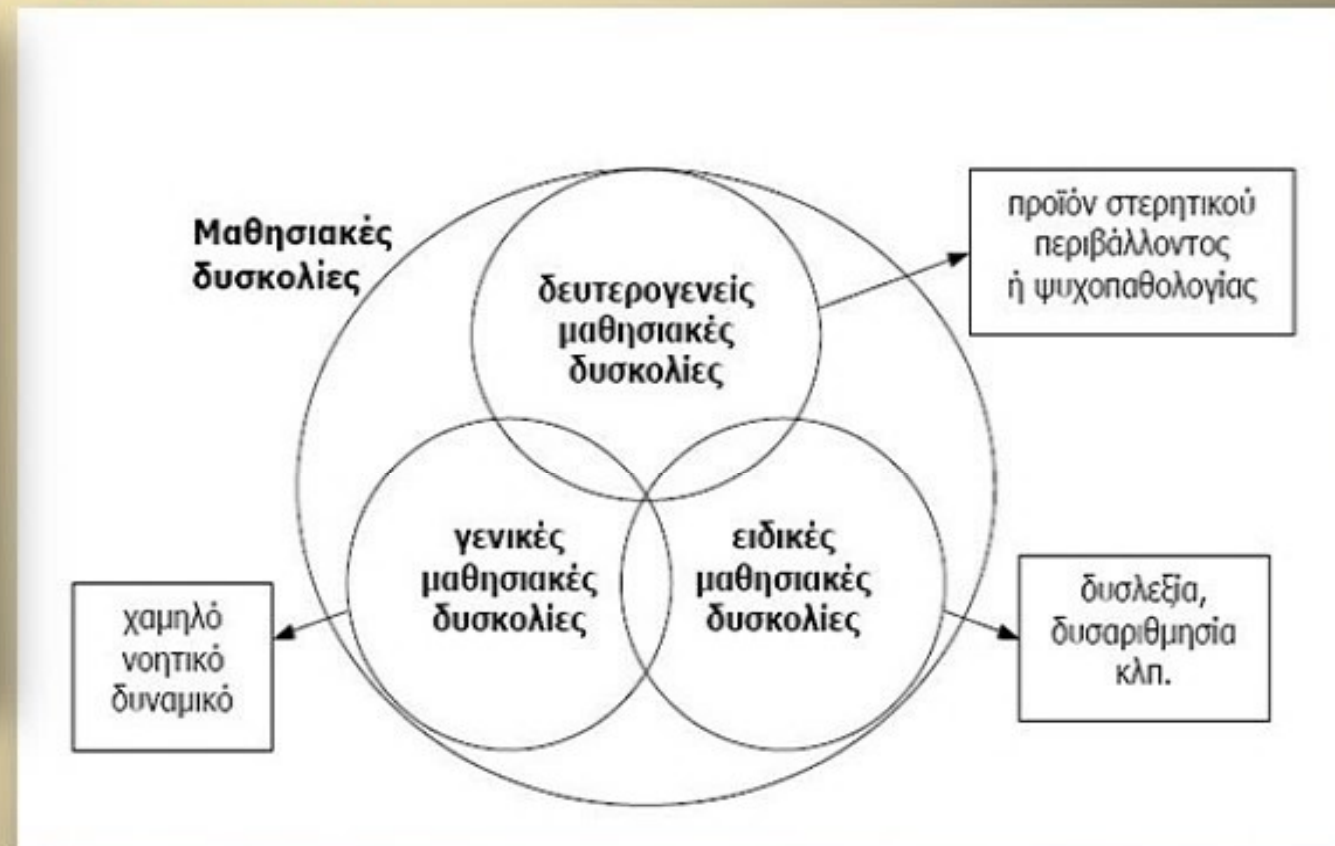 Μαθησιακές
δυσκολίες
προϊόν στερητικού
περιβάλλοντος
ή ψυχοπαθολογίας
δευτερογενείς
μαθησιακές
δυσκολίες
γενικές
μαθησιακές
δυσκολίες
ειδικές
μαθησιακές
δυσκολίες
χαμηλό
νοητικό
δυναμικό
δυσλεξία,
δυσαριθμησία
κλπ.